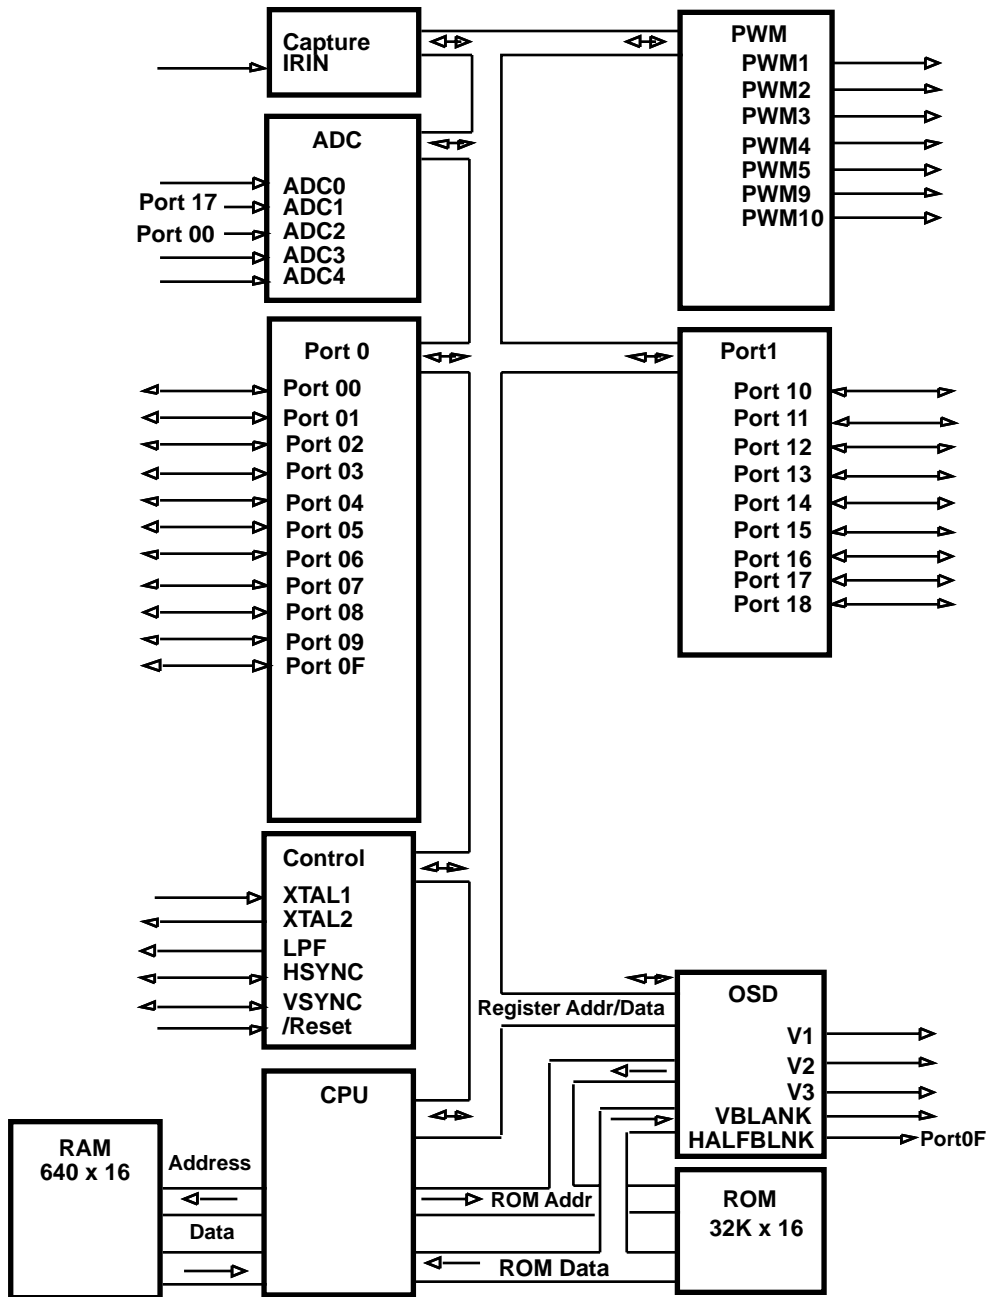 Capture
IRIN
ADC
ADC0
Port 17
ADC1
Port 00
ADC2
ADC3
ADC4
Port 0
Port 00
Port 01
Port 02
Port 03
Port 04
Port 05
Port 06
Port 07
Port 08
Port 09
Port 0F
Control
XTAL1
XTAL2
LPF
HSYNC
VSYNC
/Reset
CPU
RAM
640 x 16
Address
Data
PWM
PWM1
PWM2
PWM3
PWM4
PWM5
PWM9
PWM10
Port1
Port 10
Port 11
Port 12
Port 13
Port 14
Port 15
Port 16
Port 17
Port 18
Register Addr/Data
OSD
V1
V2
V3
VBLANK
HALFBLNK
Port0F
ROM Addr
ROM Data
ROM
32K x 16